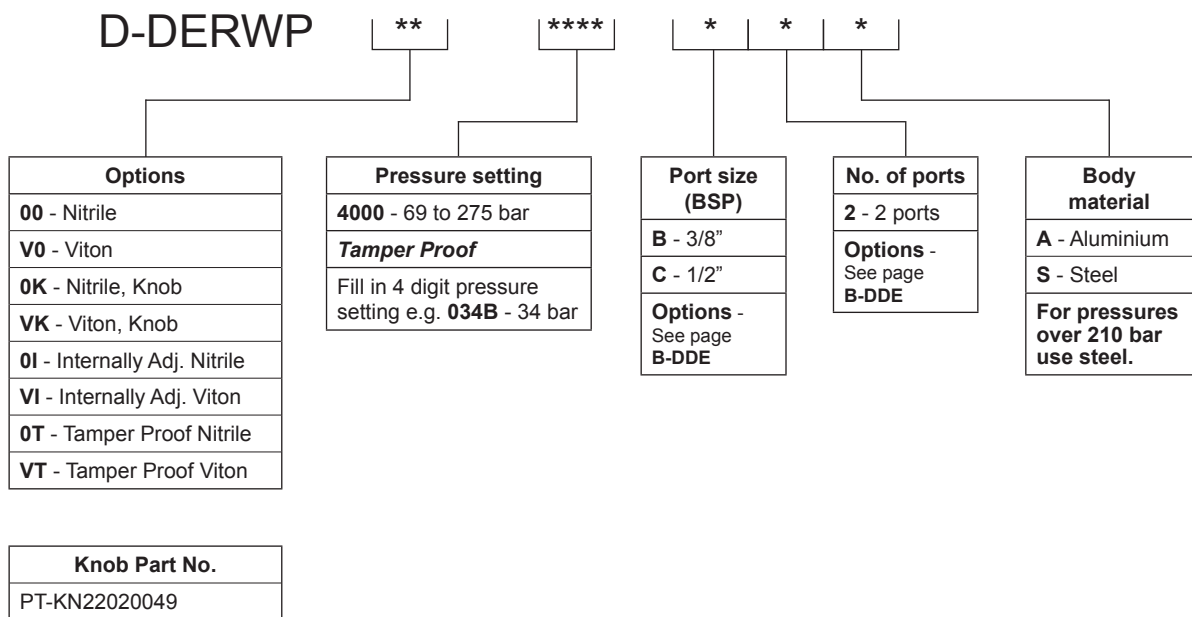 D-DERWP ** **** * * *
Options
00 - Nitrile
V0 - Viton
0K - Nitrile, Knob
VK - Viton, Knob
0I - Internally Adj. Nitrile
VI - Internally Adj. Viton
0T - Tamper Proof Nitrile
VT - Tamper Proof Viton
Pressure setting
4000 - 69 to 275 bar
Tamper Proof
Fill in 4 digit pressure
setting e.g. 034B - 34 bar
Port size
(BSP)
B - 3/8”
C - 1/2”
Options -
See page
B-DDE
No. of ports
2 - 2 ports
Options -
See page
B-DDE
Body
material
A - Aluminium
S - Steel
For pressures
over 210 bar
use steel.
Knob Part No.
PT-KN22020049